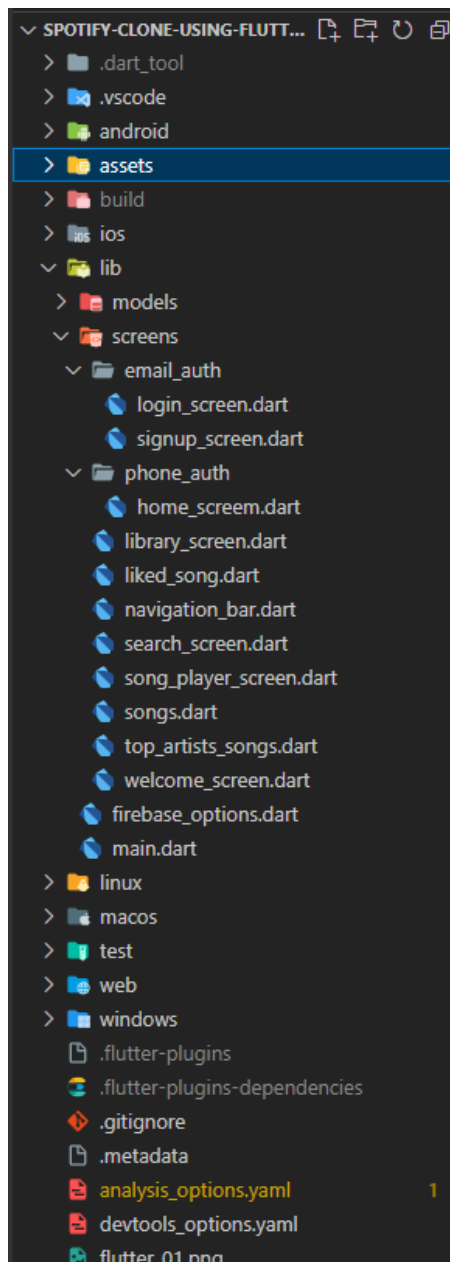 SPOTIFY-CLONE-USING-FLUTT...
.dart_tool
.vscode
android
assets
build
iOS ios
lib
models
screens
email_auth
login_screen.dart
signup_screen.dart
phone_auth
home_screem.dart
library_screen.dart
liked_song.dart
navigation_bar.dart
search_screen.dart
song_player_screen.dart
songs.dart
top_artists_songs.dart
welcome_screen.dart
firebase_options.dart
main.dart
linux
macos
test
web
windows
.flutter-plugins
.flutter-plugins-dependencies
.gitignore
.metadata
analysis_options.yaml 1
devtools_options.yaml
flutter_01.png